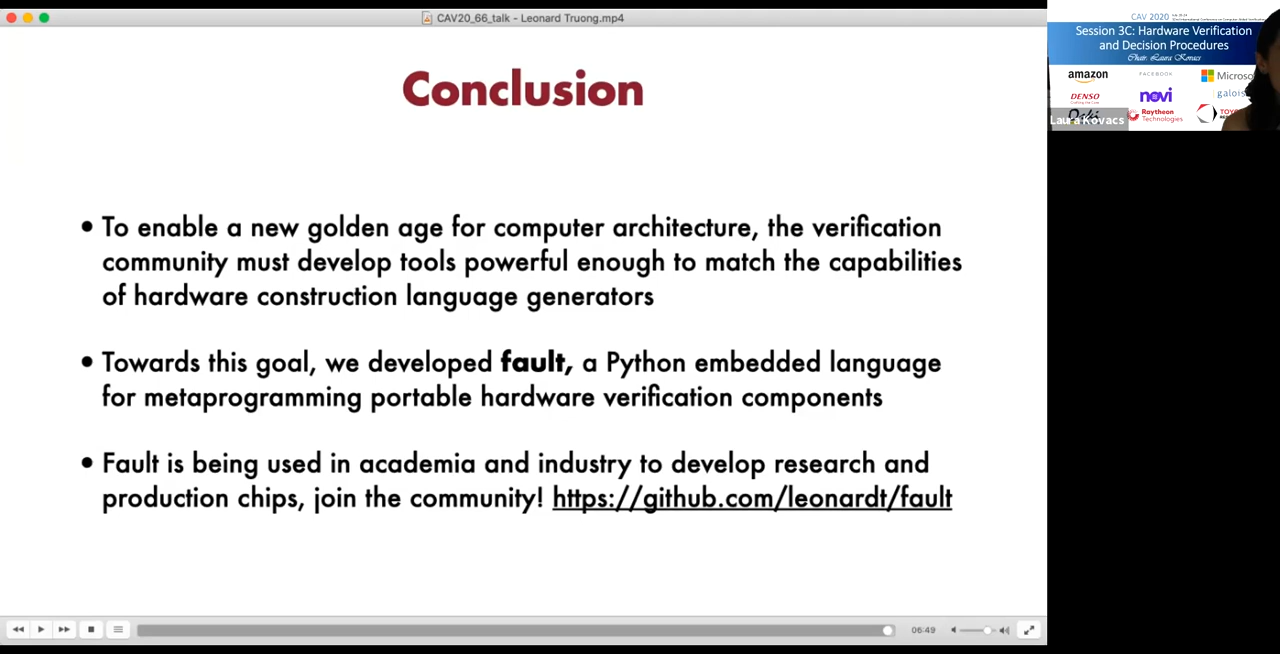 CAV20_66_talk - Leonard Truong.mp4
Conclusion
• To enable a new golden age for computer architecture, the verification
community must develop tools powerful enough to match the capabilities
of hardware construction language generators
• Towards this goal, we developed fault, a Python embedded language
for metaprogramming portable hardware verification components
• Fault is being used in academia and industry to develop research and
production chips, join the community! https://github.com/leonardt/fault
06:49
CAV 2020
Session 3C: Hardware Verification
and Decision Procedures
Chair: Laura Kovacs
amazon
FACEBOOK
Microso
DENSO
novi
galois
Raytheon
Technologies
TOYO
Laura Kovacs